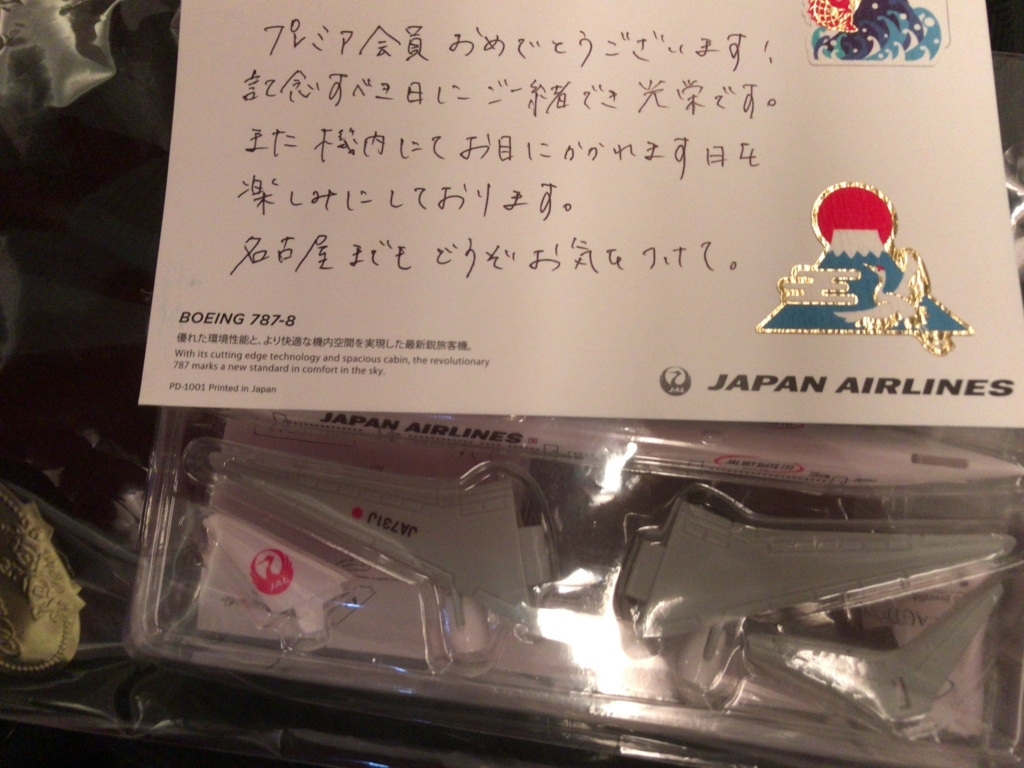 プレミア会員 おめでとうございます!
記念すべき日にご一緒でき 光栄です。
また 機内にて お目にかかれます日を
楽しみにしております。
名古屋までも どうぞお気をつけて。
BOEING 787-8
優れた環境性能と、より快適な機内空間を実現した最新鋭旅客機。
With its cutting edge technology and spacious cabin, the revolutionary
787 marks a new standard in comfort in the sky.
PD-1001 Printed in Japan
JAL JAPAN AIRLINES
JAPAN AIRLINES
JAL SKY SUITE 777
JA731J
JAL
CAUTION